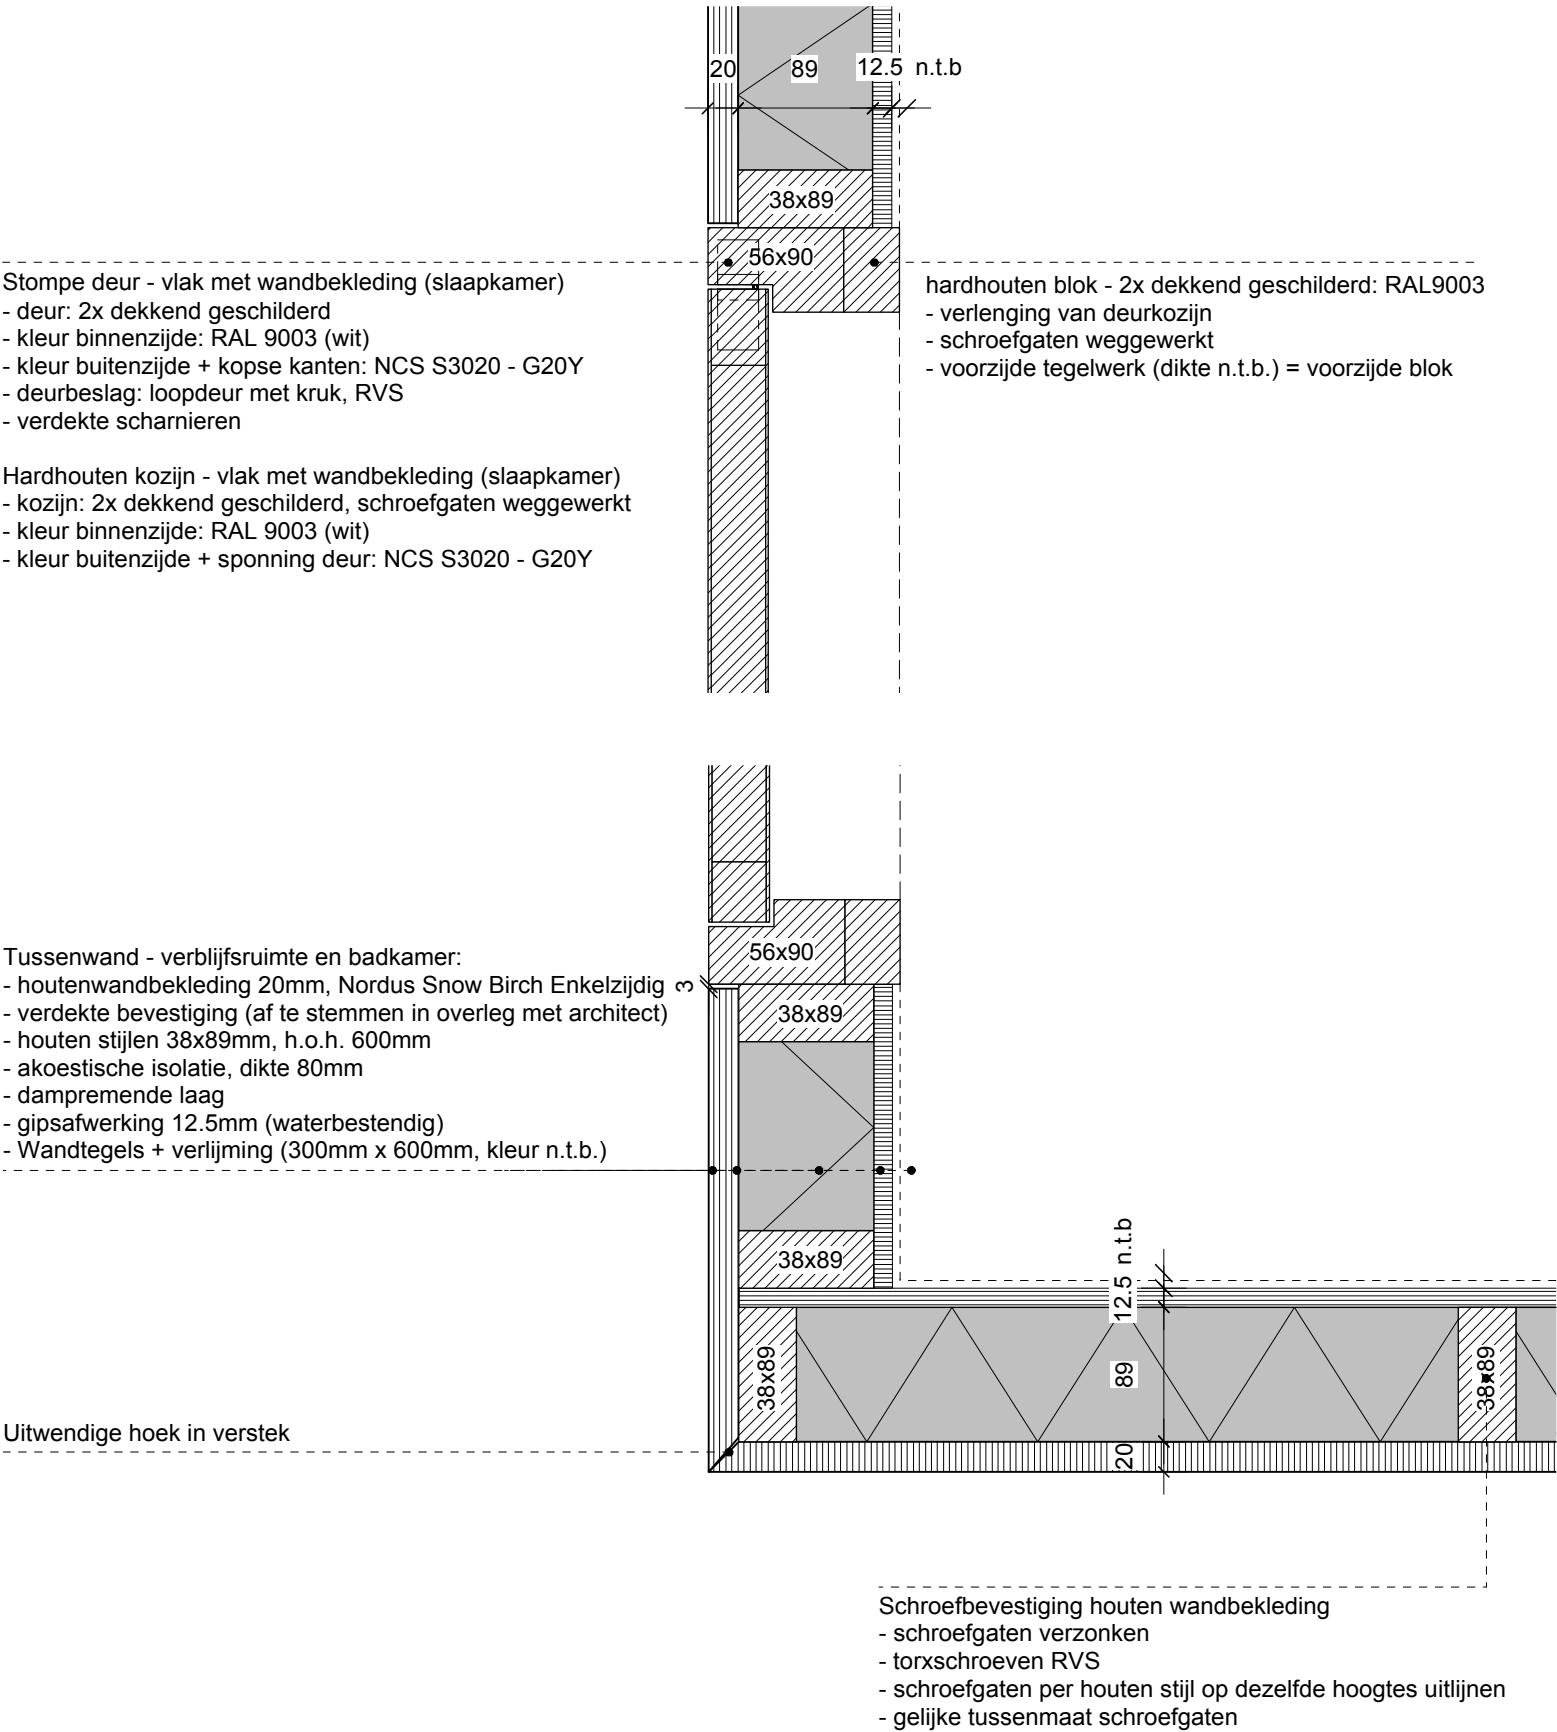 20
89
12.5 n.t.b
38x89
56x90
Stompe deur - vlak met wandbekleding (slaapkamer)
- deur: 2x dekkend geschilderd
- kleur binnenzijde: RAL 9003 (wit)
- kleur buitenzijde + kopse kanten: NCS S3020 - G20Y
- deurbeslag: loopdeur met kruk, RVS
- verdekte scharnieren
Hardhouten kozijn - vlak met wandbekleding (slaapkamer)
- kozijn: 2x dekkend geschilderd, schroefgaten weggewerkt
- kleur binnenzijde: RAL 9003 (wit)
- kleur buitenzijde + sponning deur: NCS S3020 - G20Y
hardhouten blok - 2x dekkend geschilderd: RAL9003
- verlenging van deurkozijn
- schroefgaten weggewerkt
- voorzijde tegelwerk (dikte n.t.b.) = voorzijde blok
56x90
Tussenwand - verblijfsruimte en badkamer:
- houtenwandbekleding 20mm, Nordus Snow Birch Enkelzijdig
- verdekte bevestiging (af te stemmen in overleg met architect)
- houten stijlen 38x89mm, h.o.h. 600mm
- akoestische isolatie, dikte 80mm
- dampremende laag
- gipsafwerking 12.5mm (waterbestendig)
- Wandtegels + verlijming (300mm x 600mm, kleur n.t.b.)
3
38x89
38x89
12.5 n.t.b
38x89
89
38x89
20
Uitwendige hoek in verstek
Schroefbevestiging houten wandbekleding
- schroefgaten verzonken
- torxschroeven RVS
- schroefgaten per houten stijl op dezelfde hoogtes uitlijnen
- gelijke tussenmaat schroefgaten